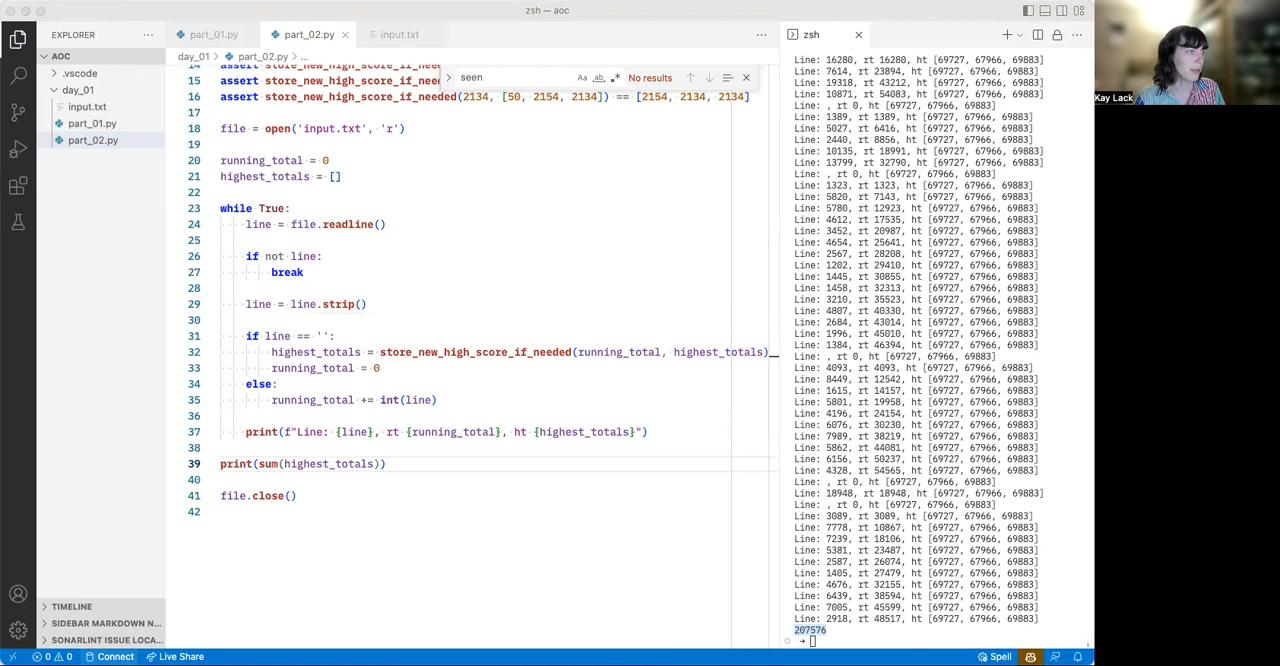 zsh — aoc
EXPLORER
AOC
.vscode
day_01
input.txt
part_01.py
part_02.py
TIMELINE
SIDEBAR MARKDOWN N...
SONARLINT ISSUE LOCA...
part_01.py
part_02.py
input.txt
day_01 > part_02.py > ...
seen
Aa
ab
No results
14
15 assert store_new_high_score_if_nee
16 assert store_new_high_score_if_needed(2134, [50, 2154, 2134]) == [2154, 2134, 2134]
17
18 file = open('input.txt', 'r')
19
20 running_total = 0
21 highest_totals = []
22
23 while True:
24 line = file.readline()
25
26 if not line:
27 break
28
29 line = line.strip()
30
31 if line == '':
32 highest_totals = store_new_high_score_if_needed(running_total, highest_totals)
33 running_total = 0
34 else:
35 running_total += int(line)
36
37 print(f"Line: {line}, rt {running_total}, ht {highest_totals}")
38
39 print(sum(highest_totals))
40
41 file.close()
42
zsh
Line: 16280, rt 16280, ht [69727, 67966, 69883]
Line: 7614, rt 23894, ht [69727, 67966, 69883]
Line: 19318, rt 43212, ht [69727, 67966, 69883]
Line: 10871, rt 54083, ht [69727, 67966, 69883]
Line: , rt 0, ht [69727, 67966, 69883]
Line: 1389, rt 1389, ht [69727, 67966, 69883]
Line: 5027, rt 6416, ht [69727, 67966, 69883]
Line: 2440, rt 8856, ht [69727, 67966, 69883]
Line: 10135, rt 18991, ht [69727, 67966, 69883]
Line: 13799, rt 32790, ht [69727, 67966, 69883]
Line: , rt 0, ht [69727, 67966, 69883]
Line: 1323, rt 1323, ht [69727, 67966, 69883]
Line: 5820, rt 7143, ht [69727, 67966, 69883]
Line: 5780, rt 12923, ht [69727, 67966, 69883]
Line: 4612, rt 17535, ht [69727, 67966, 69883]
Line: 3452, rt 20987, ht [69727, 67966, 69883]
Line: 4654, rt 25641, ht [69727, 67966, 69883]
Line: 2567, rt 28208, ht [69727, 67966, 69883]
Line: 1202, rt 29410, ht [69727, 67966, 69883]
Line: 1445, rt 30855, ht [69727, 67966, 69883]
Line: 1458, rt 32313, ht [69727, 67966, 69883]
Line: 3210, rt 35523, ht [69727, 67966, 69883]
Line: 4807, rt 40330, ht [69727, 67966, 69883]
Line: 2684, rt 43014, ht [69727, 67966, 69883]
Line: 1996, rt 45010, ht [69727, 67966, 69883]
Line: 1384, rt 46394, ht [69727, 67966, 69883]
Line: , rt 0, ht [69727, 67966, 69883]
Line: 4093, rt 4093, ht [69727, 67966, 69883]
Line: 8449, rt 12542, ht [69727, 67966, 69883]
Line: 1615, rt 14157, ht [69727, 67966, 69883]
Line: 5801, rt 19958, ht [69727, 67966, 69883]
Line: 4196, rt 24154, ht [69727, 67966, 69883]
Line: 6076, rt 30230, ht [69727, 67966, 69883]
Line: 7989, rt 38219, ht [69727, 67966, 69883]
Line: 5862, rt 44081, ht [69727, 67966, 69883]
Line: 6156, rt 50237, ht [69727, 67966, 69883]
Line: 4328, rt 54565, ht [69727, 67966, 69883]
Line: , rt 0, ht [69727, 67966, 69883]
Line: 18948, rt 18948, ht [69727, 67966, 69883]
Line: , rt 0, ht [69727, 67966, 69883]
Line: 3089, rt 3089, ht [69727, 67966, 69883]
Line: 7778, rt 10867, ht [69727, 67966, 69883]
Line: 7239, rt 18106, ht [69727, 67966, 69883]
Line: 5381, rt 23487, ht [69727, 67966, 69883]
Line: 2587, rt 26074, ht [69727, 67966, 69883]
Line: 1405, rt 27479, ht [69727, 67966, 69883]
Line: 4676, rt 32155, ht [69727, 67966, 69883]
Line: 6439, rt 38594, ht [69727, 67966, 69883]
Line: 7005, rt 45599, ht [69727, 67966, 69883]
Line: 2918, rt 48517, ht [69727, 67966, 69883]
207576
Kay Lack
0 0 Connect Live Share
Spell